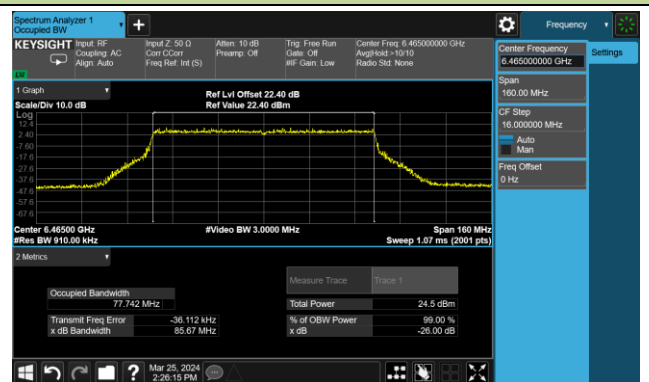 Spectrum Analyzer 1
Occupied BW
Frequency
KEYSIGHT
Input: RF
Coupling: AC
Align: Auto
Input Z: 50 Ω
Corr CCorr
Freq Ref: Int (S)
Atten: 10 dB
Preamp: Off
Trig: Free Run
Gate: Off
#IF Gain: Low
Center Freq: 6.465000000 GHz
Avg|Hold:>10/10
Radio Std: None
LW
Center Frequency
6.465000000 GHz
Settings
Span
160.00 MHz
CF Step
16.000000 MHz
Auto
Man
Freq Offset
0 Hz
1 Graph
Scale/Div 10.0 dB
Ref Lvl Offset 22.40 dB
Ref Value 22.40 dBm
Log
12.4
2.40
-7.60
-17.6
-27.6
-37.6
-47.6
-57.6
-67.6
Center 6.46500 GHz
#Video BW 3.0000 MHz
Span 160 MHz
#Res BW 910.00 kHz
Sweep 1.07 ms (2001 pts)
2 Metrics
Measure Trace
Trace 1
Occupied Bandwidth
77.742 MHz
Total Power
24.5 dBm
Transmit Freq Error
-36.112 kHz
% of OBW Power
99.00 %
x dB Bandwidth
85.67 MHz
x dB
-26.00 dB
Mar 25, 2024
2:26:15 PM